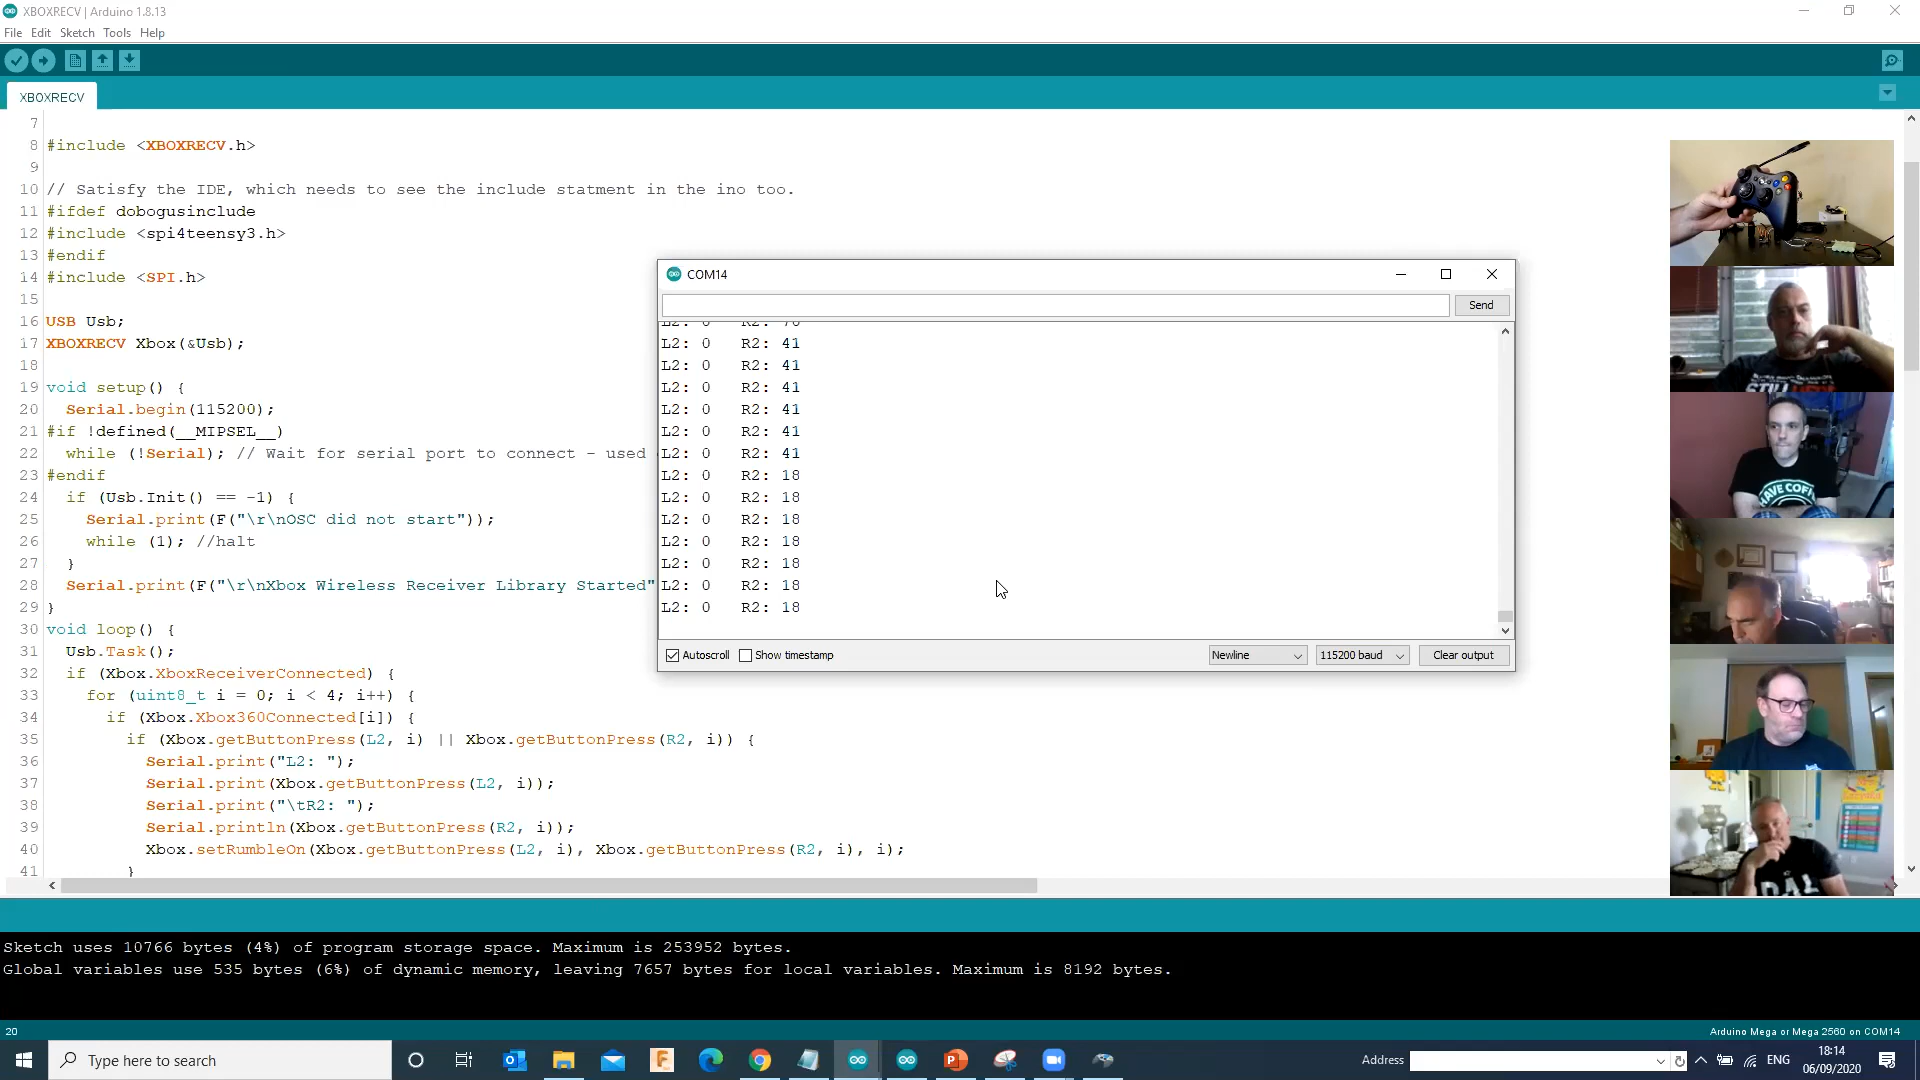 XBOXRECV | Arduino 1.8.13
File Edit Sketch Tools Help
XBOXRECV
7
8 #include <XBOXRECV.h>
9
10 // Satisfy the IDE, which needs to see the include statment in the ino too.
11 #ifdef dobogusinclude
12 #include <spi4teensy3.h>
13 #endif
14 #include <SPI.h>
15
16 USB Usb;
17 XBOXRECV Xbox(&Usb);
18
19 void setup() {
20 Serial.begin(115200);
21 #if !defined(__MIPSEL__)
22 while (!Serial); // Wait for serial port to connect - used
23 #endif
24 if (Usb.Init() == -1) {
25 Serial.print(F("\r\nOSC did not start"));
26 while (1); //halt
27 }
28 Serial.print(F("\r\nXbox Wireless Receiver Library Started"
29 }
30 void loop() {
31 Usb.Task();
32 if (Xbox.XboxReceiverConnected) {
33 for (uint8_t i = 0; i < 4; i++) {
34 if (Xbox.Xbox360Connected[i]) {
35 if (Xbox.getButtonPress(L2, i) || Xbox.getButtonPress(R2, i)) {
36 Serial.print("L2: ");
37 Serial.print(Xbox.getButtonPress(L2, i));
38 Serial.print("\tR2: ");
39 Serial.println(Xbox.getButtonPress(R2, i));
40 Xbox.setRumbleOn(Xbox.getButtonPress(L2, i), Xbox.getButtonPress(R2, i), i);
41 }
COM14
Send
L2: 0 R2: 
L2: 0 R2: 41
L2: 0 R2: 41
L2: 0 R2: 41
L2: 0 R2: 41
L2: 0 R2: 41
L2: 0 R2: 41
L2: 0 R2: 18
L2: 0 R2: 18
L2: 0 R2: 18
L2: 0 R2: 18
L2: 0 R2: 18
L2: 0 R2: 18
L2: 0 R2: 18
Autoscroll Show timestamp Newline 115200 baud Clear output
HAVE COFF
DAL
Sketch uses 10766 bytes (4%) of program storage space. Maximum is 253952 bytes.
Global variables use 535 bytes (6%) of dynamic memory, leaving 7657 bytes for local variables. Maximum is 8192 bytes.
20 Arduino Mega or Mega 2560 on COM14
Type here to search
Address
ENG
18:14
06/09/2020